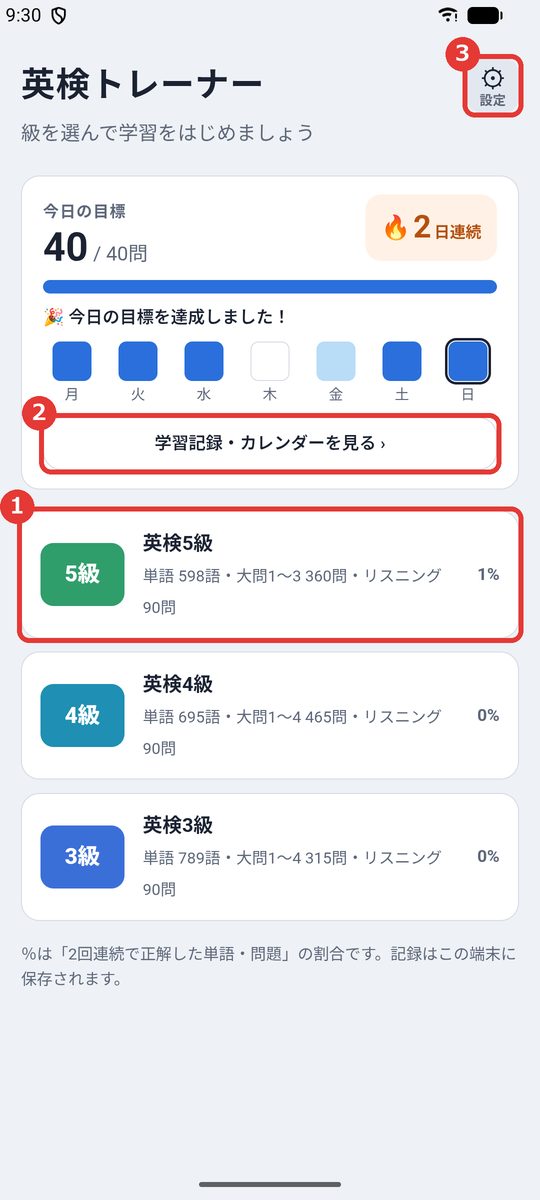 9:30
3
英検トレーナー
設定
級を選んで学習をはじめましょう
今日の目標
40 / 40問
🔥 2日連続
🎉 今日の目標を達成しました！
月 火 水 木 金 土 日
2
学習記録・カレンダーを見る ›
1
5級
英検5級
単語 598語・大問1〜3 360問・リスニング
90問
1%
4級
英検4級
単語 695語・大問1〜4 465問・リスニング
90問
0%
3級
英検3級
単語 789語・大問1〜4 315問・リスニング
90問
0%
％は「2回連続で正解した単語・問題」の割合です。記録はこの端末に
保存されます。